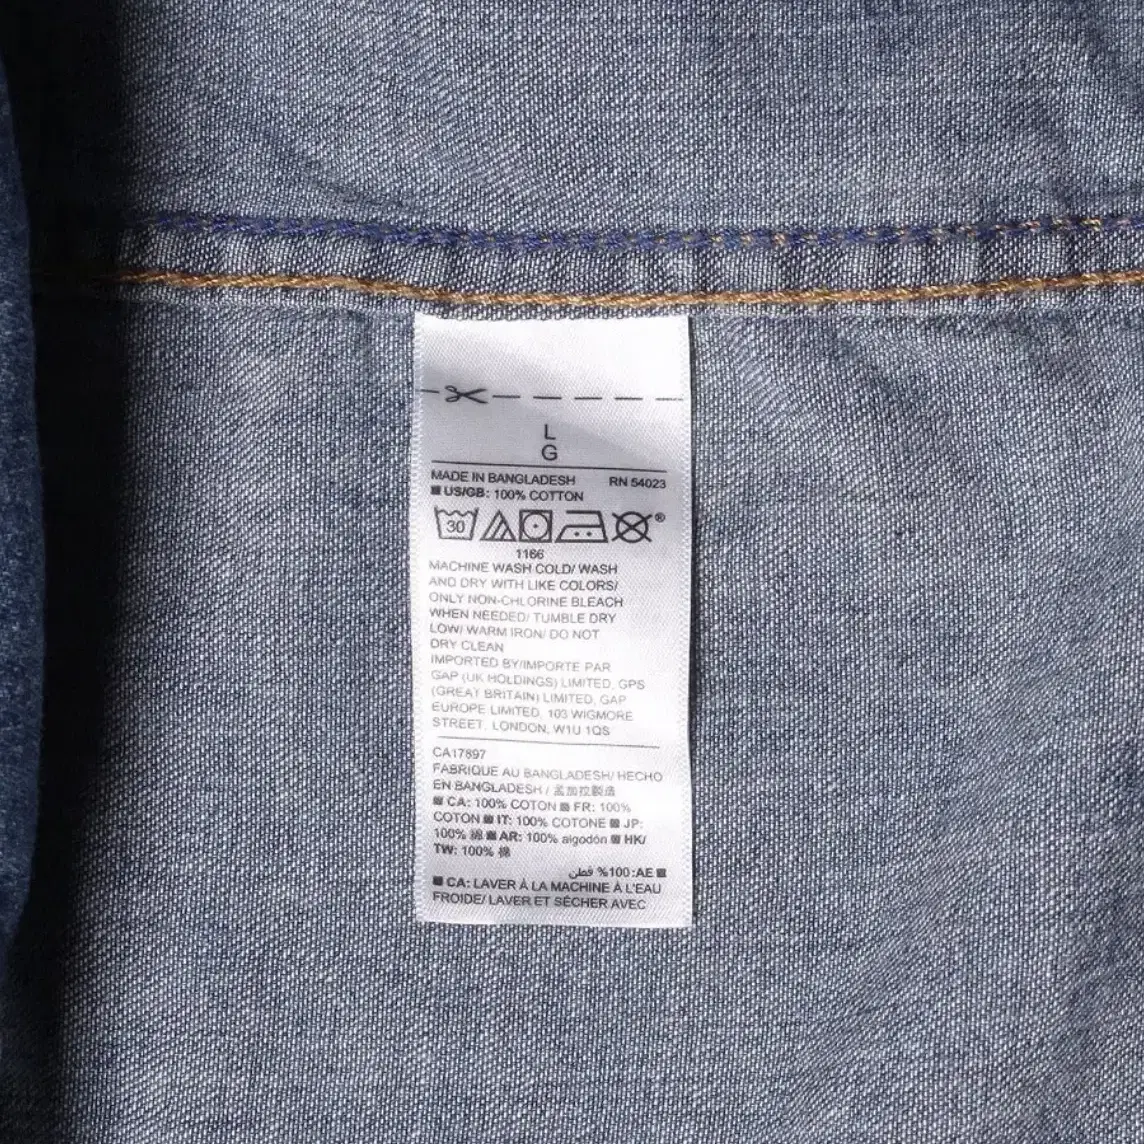 L
G
MADE IN BANGLADESH RN 54023
US/GB: 100% COTTON
30
®
1166
MACHINE WASH COLD/ WASH
AND DRY WITH LIKE COLORS/
ONLY NON-CHLORINE BLEACH
WHEN NEEDED/ TUMBLE DRY
LOW/ WARM IRON/ DO NOT
DRY CLEAN
IMPORTED BY/IMPORTE PAR
GAP (UK HOLDINGS) LIMITED, GPS
(GREAT BRITAIN) LIMITED, GAP
EUROPE LIMITED, 103 WIGMORE
STREET, LONDON, W1U 1QS
CA17897
FABRIQUE AU BANGLADESH/ HECHO
EN BANGLADESH / 孟加拉製造
CA: 100% COTON FR: 100%
COTON IT: 100% COTONE JP:
100% 綿 AR: 100% algodón HK/
TW: 100% 棉
AE: 100% قطن
CA: LAVER À LA MACHINE À L'EAU
FROIDE/ LAVER ET SÉCHER AVEC